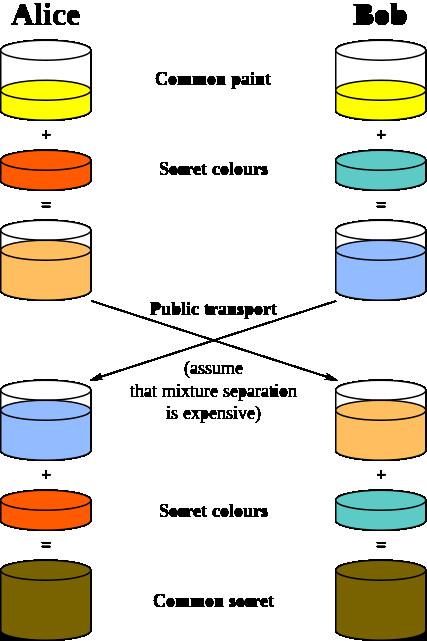 Alice Bob
Common paint
+ +
Secret colours
= =
Public transport
(assume
that mixture separation
is expensive)
+ +
Secret colours
= =
Common secret